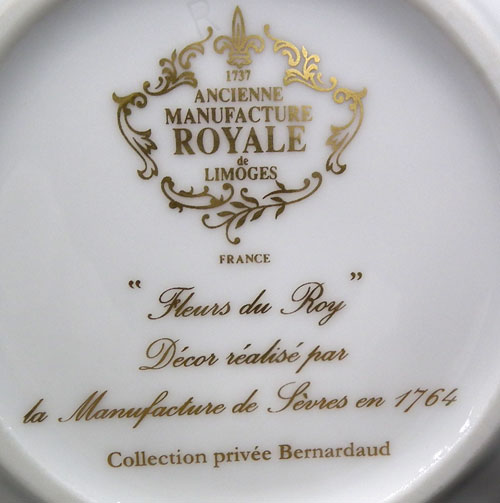 1737
ANCIENNE
MANUFACTURE
ROYALE
de
LIMOGES
FRANCE
"Fleurs du Roy"
Décor réalisé par
la Manufacture de Sèvres en 1764
Collection privée Bernardaud